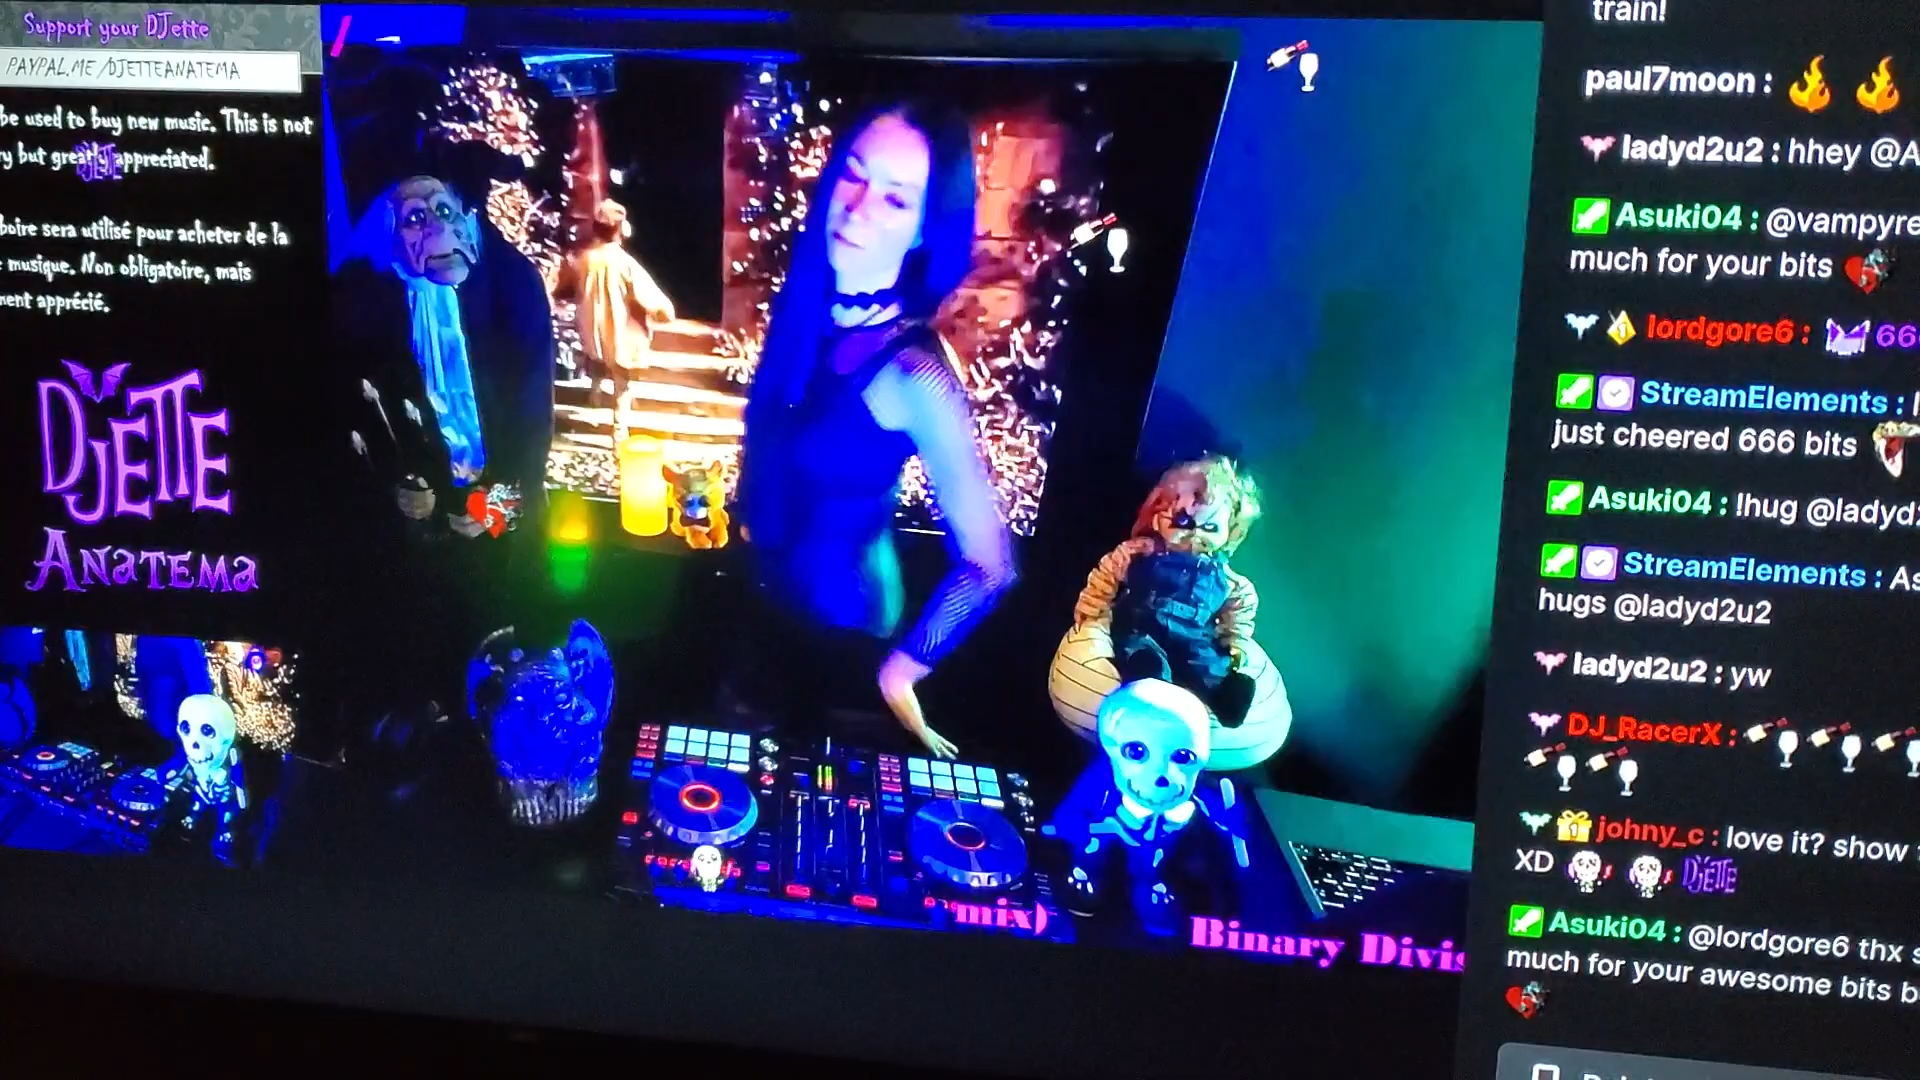 Support your DJette
PAYPAL.ME/DJETTEANATEMA
be used to buy new music. This is not
y but greatly appreciated.
boire sera utilisé pour acheter de la
musique. Non obligatoire, mais
ment apprécié.
DJETTE
ANATEMA
mix)
Binary Divis
train!
paul7moon :
ladyd2u2 : hhey @A
Asuki04 : @vampyre
much for your bits
lordgore6 : 66
StreamElements :
just cheered 666 bits
Asuki04 : !hug @ladyd
StreamElements : As
hugs @ladyd2u2
ladyd2u2 : yw
DJ_RacerX :
johny_c : love it? show
XD DJETTE
Asuki04 : @lordgore6 thx s
much for your awesome bits b